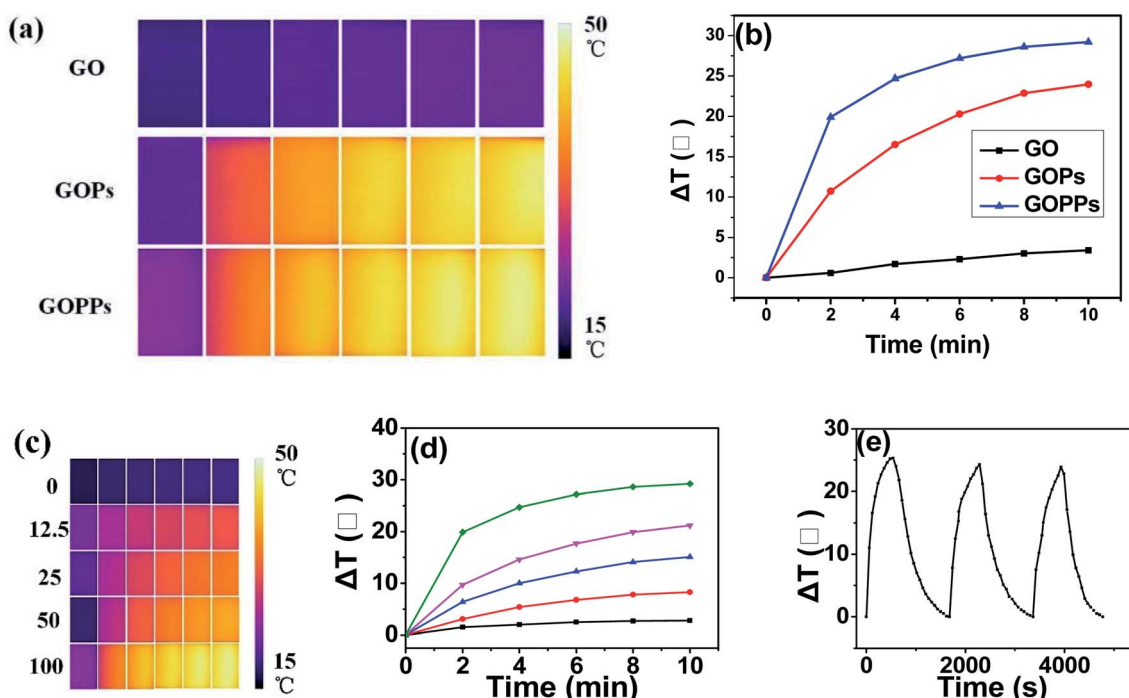 (a)
GO
GOPs
GOPPs
50
℃
15
℃
(b)
ΔT (□)
30
25
20
15
10
5
0
GO
GOPs
GOPPs
0 2 4 6 8 10
Time (min)
(c)
0
12.5
25
50
100
50
℃
15
℃
(d)
ΔT (□)
40
30
20
10
0
0 2 4 6 8 10
Time (min)
(e)
ΔT (□)
30
20
10
0
0 2000 4000
Time (s)